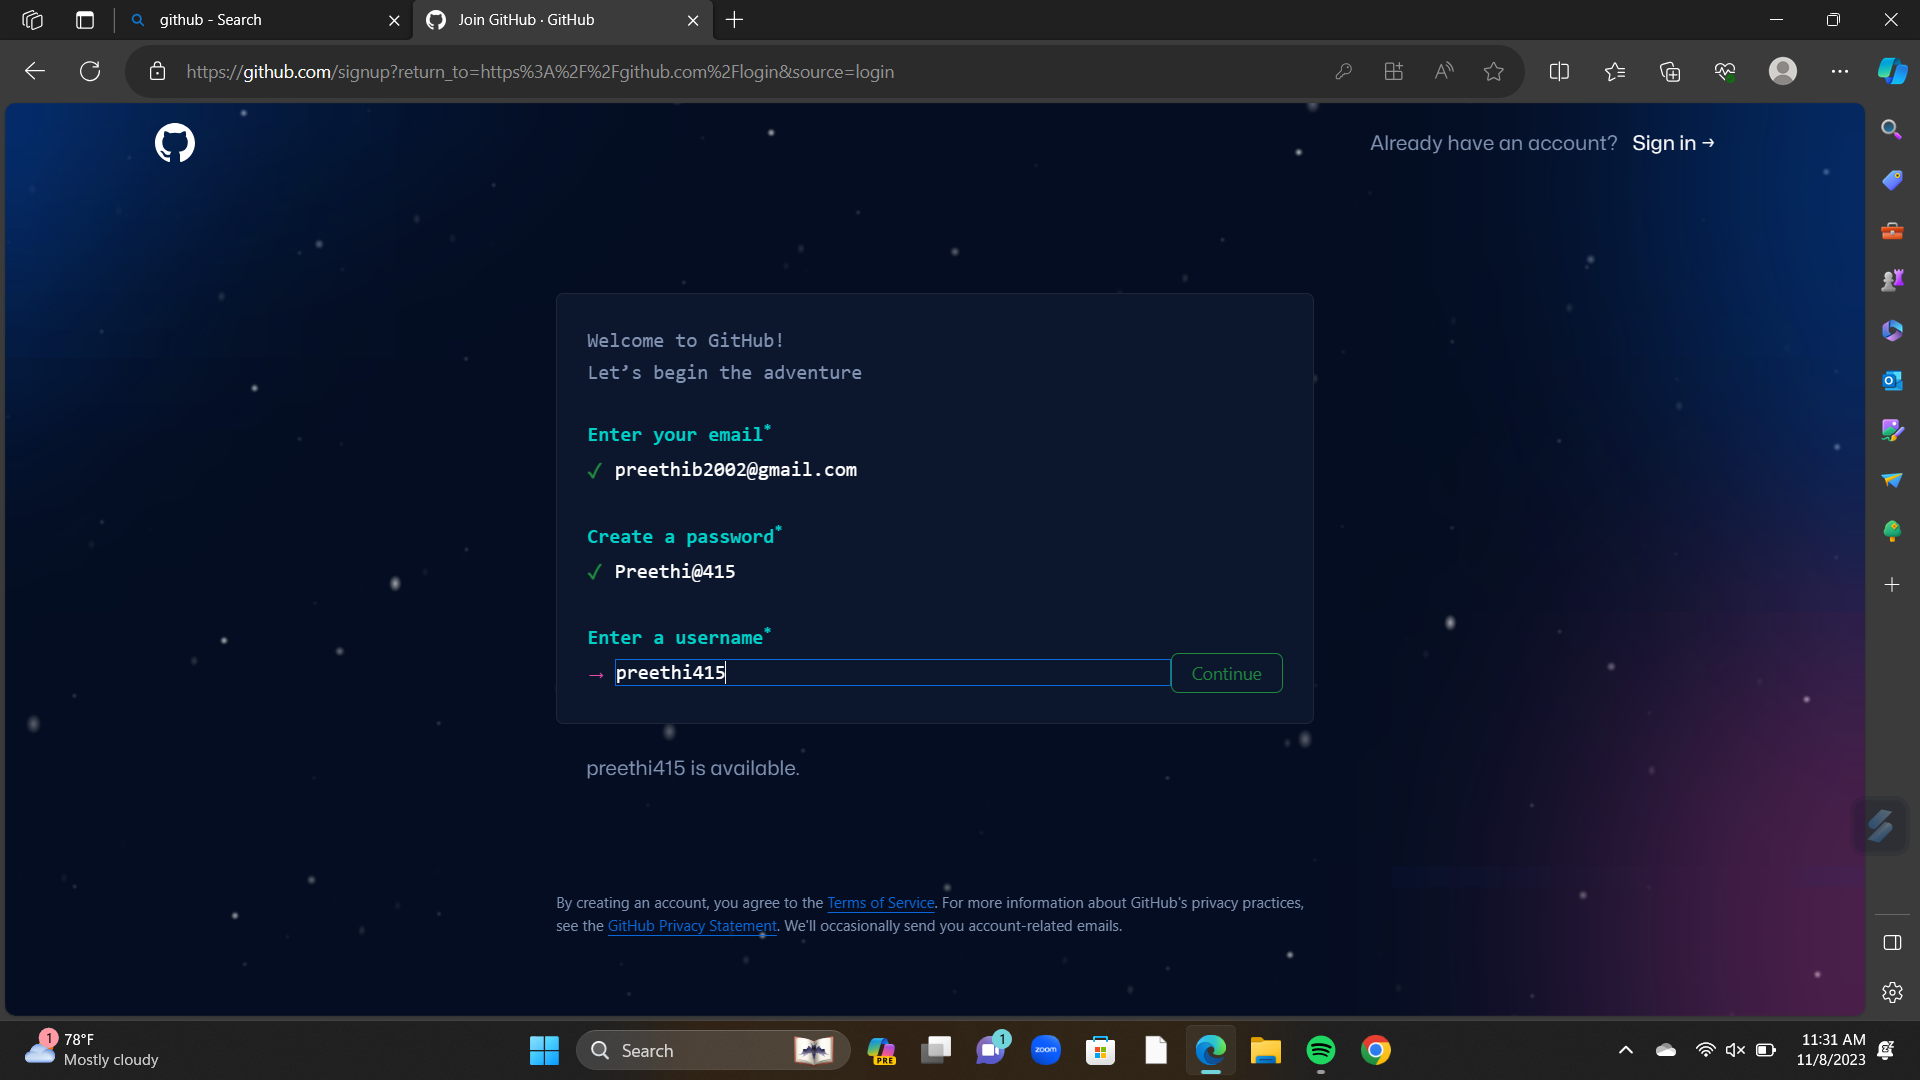 github - Search
Join GitHub · GitHub
https://github.com/signup?return_to=https%3A%2F%2Fgithub.com%2Flogin&source=login
Already have an account? Sign in →
Welcome to GitHub!
Let’s begin the adventure
Enter your email*
✓ preethib2002@gmail.com
Create a password*
✓ Preethi@415
Enter a username*
→ preethi415
Continue
preethi415 is available.
By creating an account, you agree to the Terms of Service. For more information about GitHub's privacy practices,
see the GitHub Privacy Statement. We'll occasionally send you account-related emails.
1
78°F
Mostly cloudy
Search
PRE
1
zoom
11:31 AM
11/8/2023